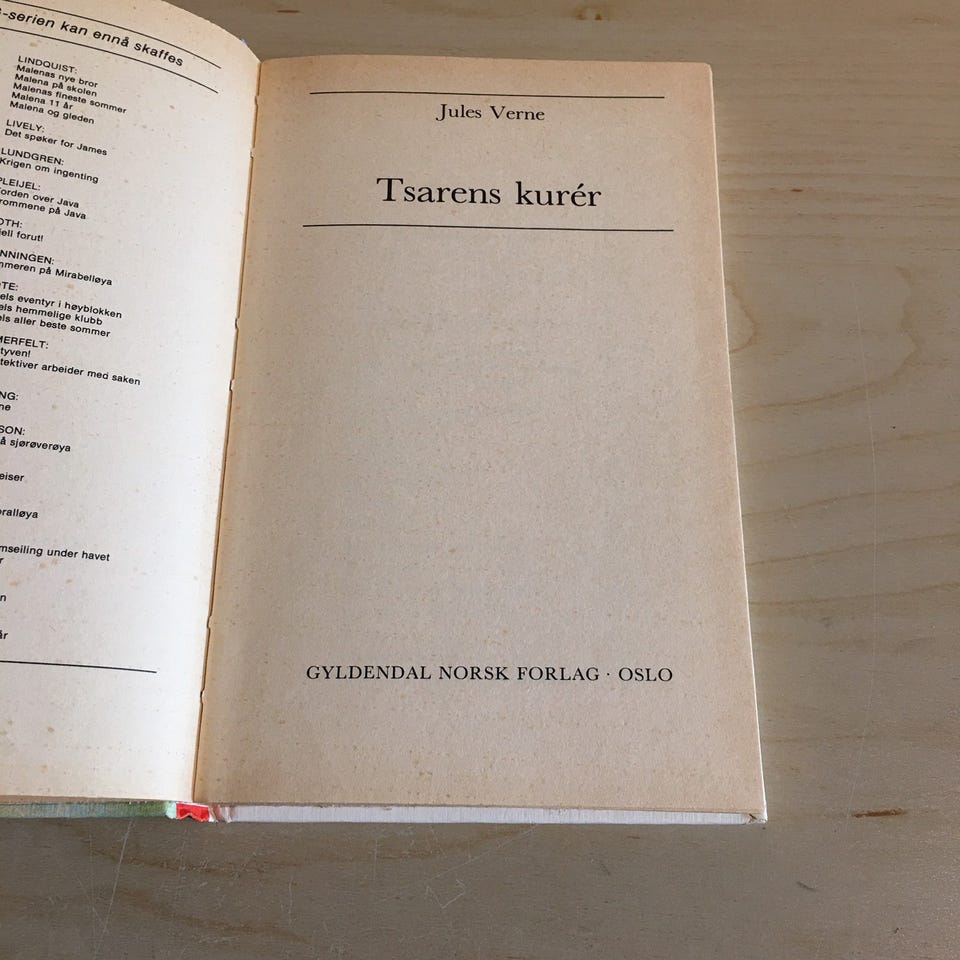 -serien kan ennå skaffes
LINDQUIST:
Malenas nye bror
Malena på skolen
Malenas fineste sommer
Malena 11 år
Malena og gleden
LIVELY:
Det spøker for James
LUNDGREN:
Krigen om ingenting
PLEIJEL:
orden over Java
rommene på Java
OTH:
ell forut!
NNINGEN:
mmeren på Mirabelløya
TE:
els eventyr i høyblokken
els hemmelige klubb
els aller beste sommer
MERFELT:
tyven!
tektiver arbeider med saken
NG:
ne
SON:
å sjørøverøya
eiser
oralløya
mseiling under havet
r
n
år
Jules Verne
Tsarens kurér
GYLDENDAL NORSK FORLAG · OSLO